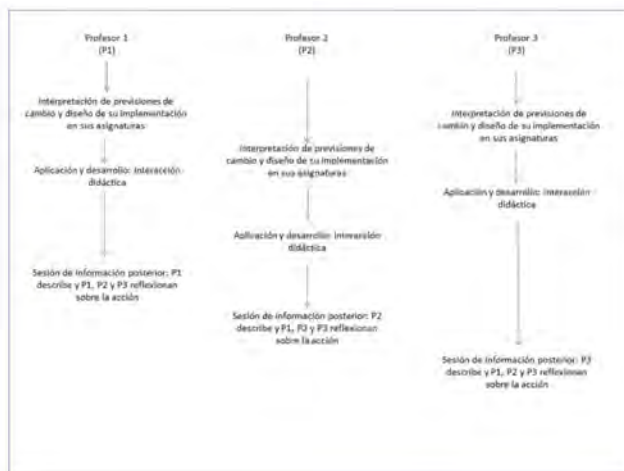 Profesor 1
(P1)
Interpretación de previsiones de
cambio y diseño de su implementación
en sus asignaturas
Aplicación y desarrollo: interacción
didáctica
Sesión de información posterior: P1
describe y P1, P2 y P3 reflexionan
sobre la acción
Profesor 2
(P2)
Interpretación de previsiones de
cambio y diseño de su implementación
en sus asignaturas
Aplicación y desarrollo: interacción
didáctica
Sesión de información posterior: P2
describe y P1, P2 y P3 reflexionan
sobre la acción
Profesor 3
(P3)
Interpretación de previsiones de
cambio y diseño de su implementación
en sus asignaturas
Aplicación y desarrollo: interacción
didáctica
Sesión de información posterior: P3
describe y P1, P2 y P3 reflexionan
sobre la acción